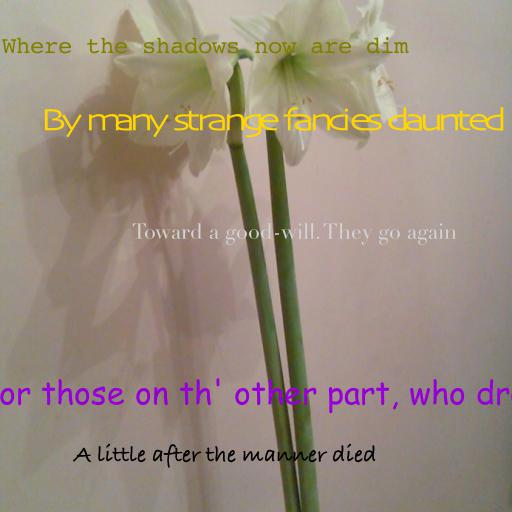 Where the shadows now are dim
By many strange fancies daunted
Toward a good-will. They go again
or those on th' other part, who
A little after the manner died